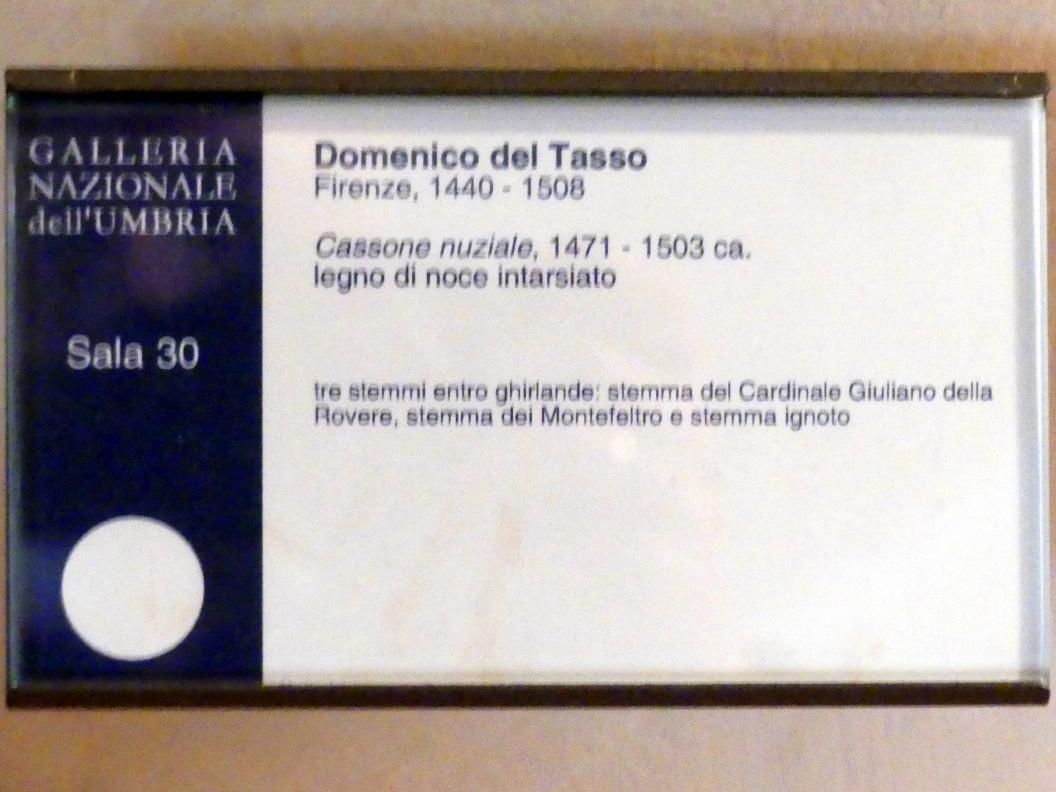 GALLERIA
NAZIONALE
dell'UMBRIA
Sala 30
Domenico del Tasso
Firenze, 1440 - 1508
Cassone nuziale, 1471 - 1503 ca.
legno di noce intarsiato
tre stemmi entro ghirlande: stemma del Cardinale Giuliano della
Rovere, stemma dei Montefeltro e stemma ignoto